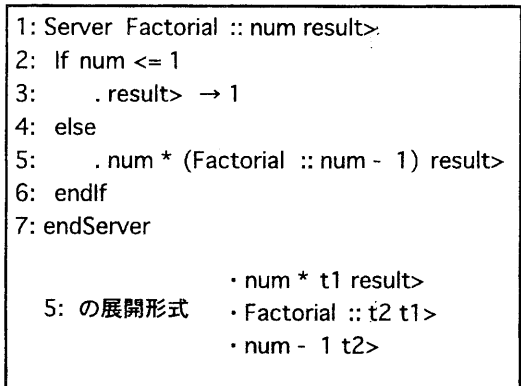 1: Server Factorial :: num result>
2: If num <= 1
3: . result> → 1
4: else
5: . num * (Factorial :: num - 1) result>
6: endIf
7: endServer
・num * t1 result>
5: の展開形式 ・Factorial :: t2 t1>
・num - 1 t2>